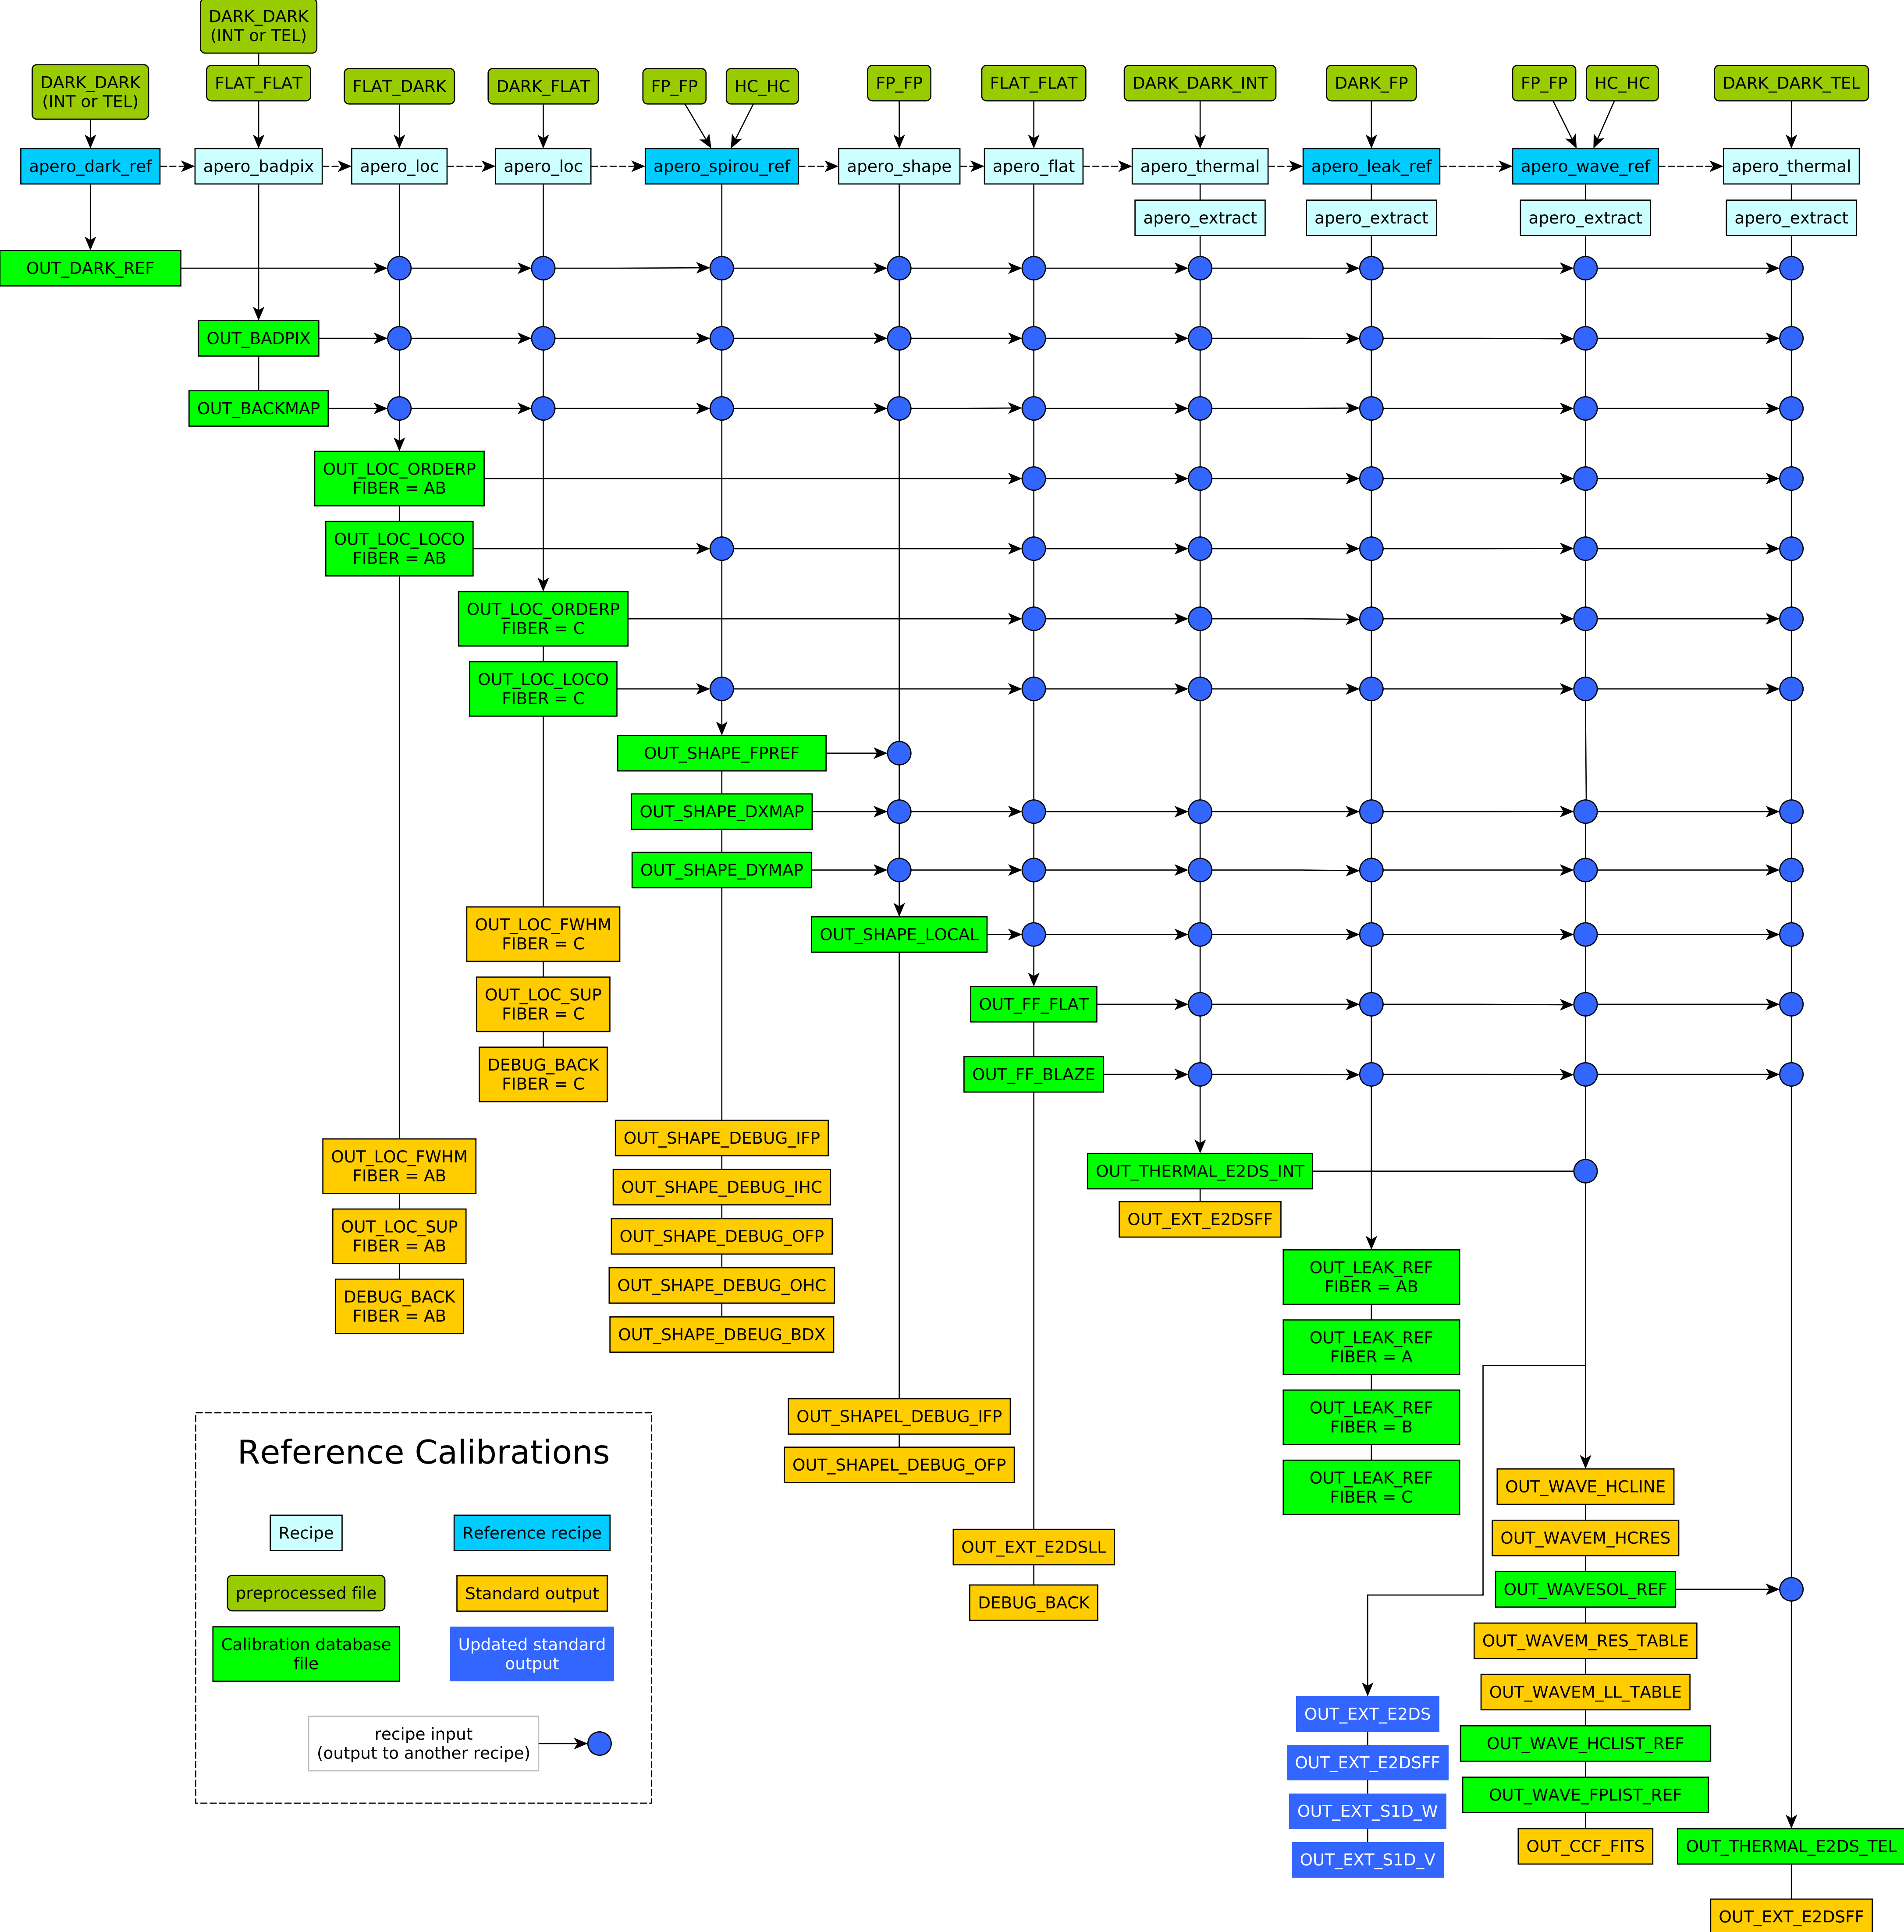 DARK_DARK
(INT or TEL)
DARK_DARK
(INT or TEL)
FLAT_FLAT
FLAT_DARK
DARK_FLAT
FP_FP
HC_HC
FP_FP
FLAT_FLAT
DARK_DARK_INT
DARK_FP
FP_FP
HC_HC
DARK_DARK_TEL
apero_dark_ref
apero_badpix
apero_loc
apero_loc
apero_spirou_ref
apero_shape
apero_flat
apero_thermal
apero_leak_ref
apero_wave_ref
apero_thermal
apero_extract
apero_extract
apero_extract
apero_extract
OUT_DARK_REF
OUT_BADPIX
OUT_BACKMAP
OUT_LOC_ORDERP
FIBER = AB
OUT_LOC_LOCO
FIBER = AB
OUT_LOC_ORDERP
FIBER = C
OUT_LOC_LOCO
FIBER = C
OUT_SHAPE_FPREF
OUT_SHAPE_DXMAP
OUT_SHAPE_DYMAP
OUT_LOC_FWHM
FIBER = C
OUT_SHAPE_LOCAL
OUT_LOC_SUP
FIBER = C
OUT_FF_FLAT
DEBUG_BACK
FIBER = C
OUT_FF_BLAZE
OUT_SHAPE_DEBUG_IFP
OUT_LOC_FWHM
FIBER = AB
OUT_THERMAL_E2DS_INT
OUT_SHAPE_DEBUG_IHC
OUT_EXT_E2DSFF
OUT_LOC_SUP
FIBER = AB
OUT_SHAPE_DEBUG_OFP
OUT_LEAK_REF
FIBER = AB
OUT_SHAPE_DEBUG_OHC
DEBUG_BACK
FIBER = AB
OUT_SHAPE_DBEUG_BDX
OUT_LEAK_REF
FIBER = A
OUT_LEAK_REF
FIBER = B
OUT_SHAPEL_DEBUG_IFP
OUT_SHAPEL_DEBUG_OFP
OUT_LEAK_REF
FIBER = C
OUT_WAVE_HCLINE
OUT_WAVEM_HCRES
OUT_EXT_E2DSLL
OUT_WAVESOL_REF
DEBUG_BACK
OUT_WAVEM_RES_TABLE
OUT_WAVEM_LL_TABLE
OUT_EXT_E2DS
OUT_WAVE_HCLIST_REF
OUT_EXT_E2DSFF
OUT_WAVE_FPLIST_REF
OUT_EXT_S1D_W
OUT_CCF_FITS
OUT_THERMAL_E2DS_TEL
OUT_EXT_S1D_V
OUT_EXT_E2DSFF
Reference Calibrations
Recipe
Reference recipe
preprocessed file
Standard output
Calibration database
file
Updated standard
output
recipe input
(output to another recipe)